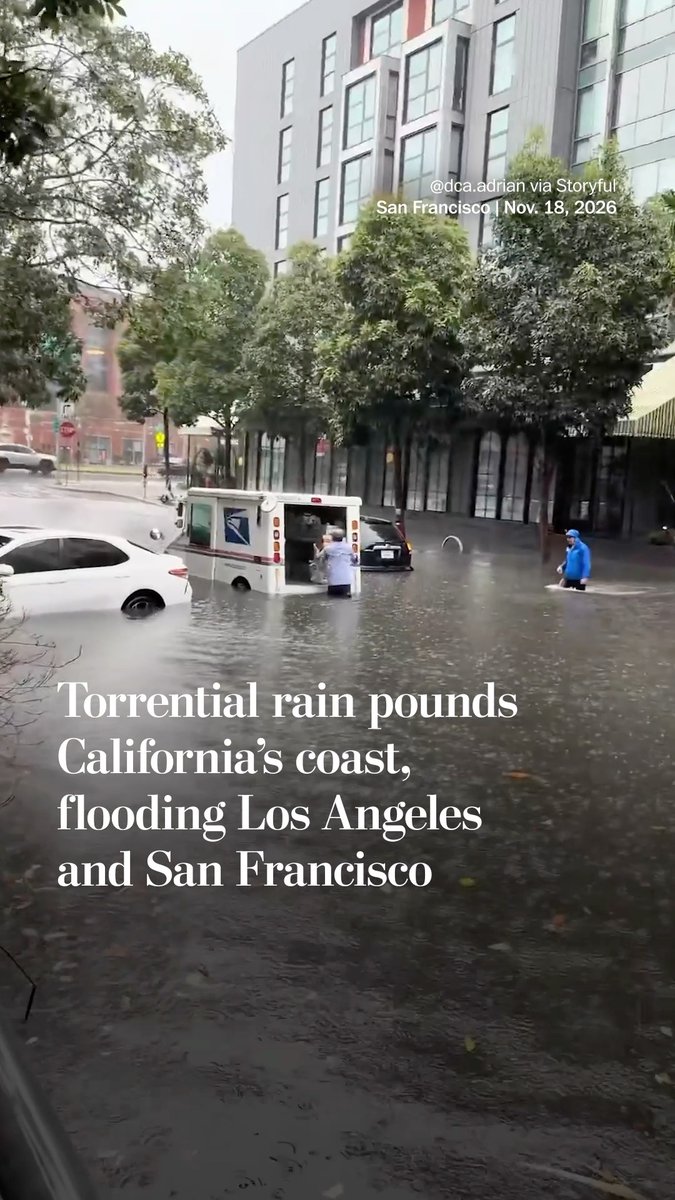 @dca.adrian via Storyful
San Francisco | Nov. 18, 2026
Torrential rain pounds
California’s coast,
flooding Los Angeles
and San Francisco